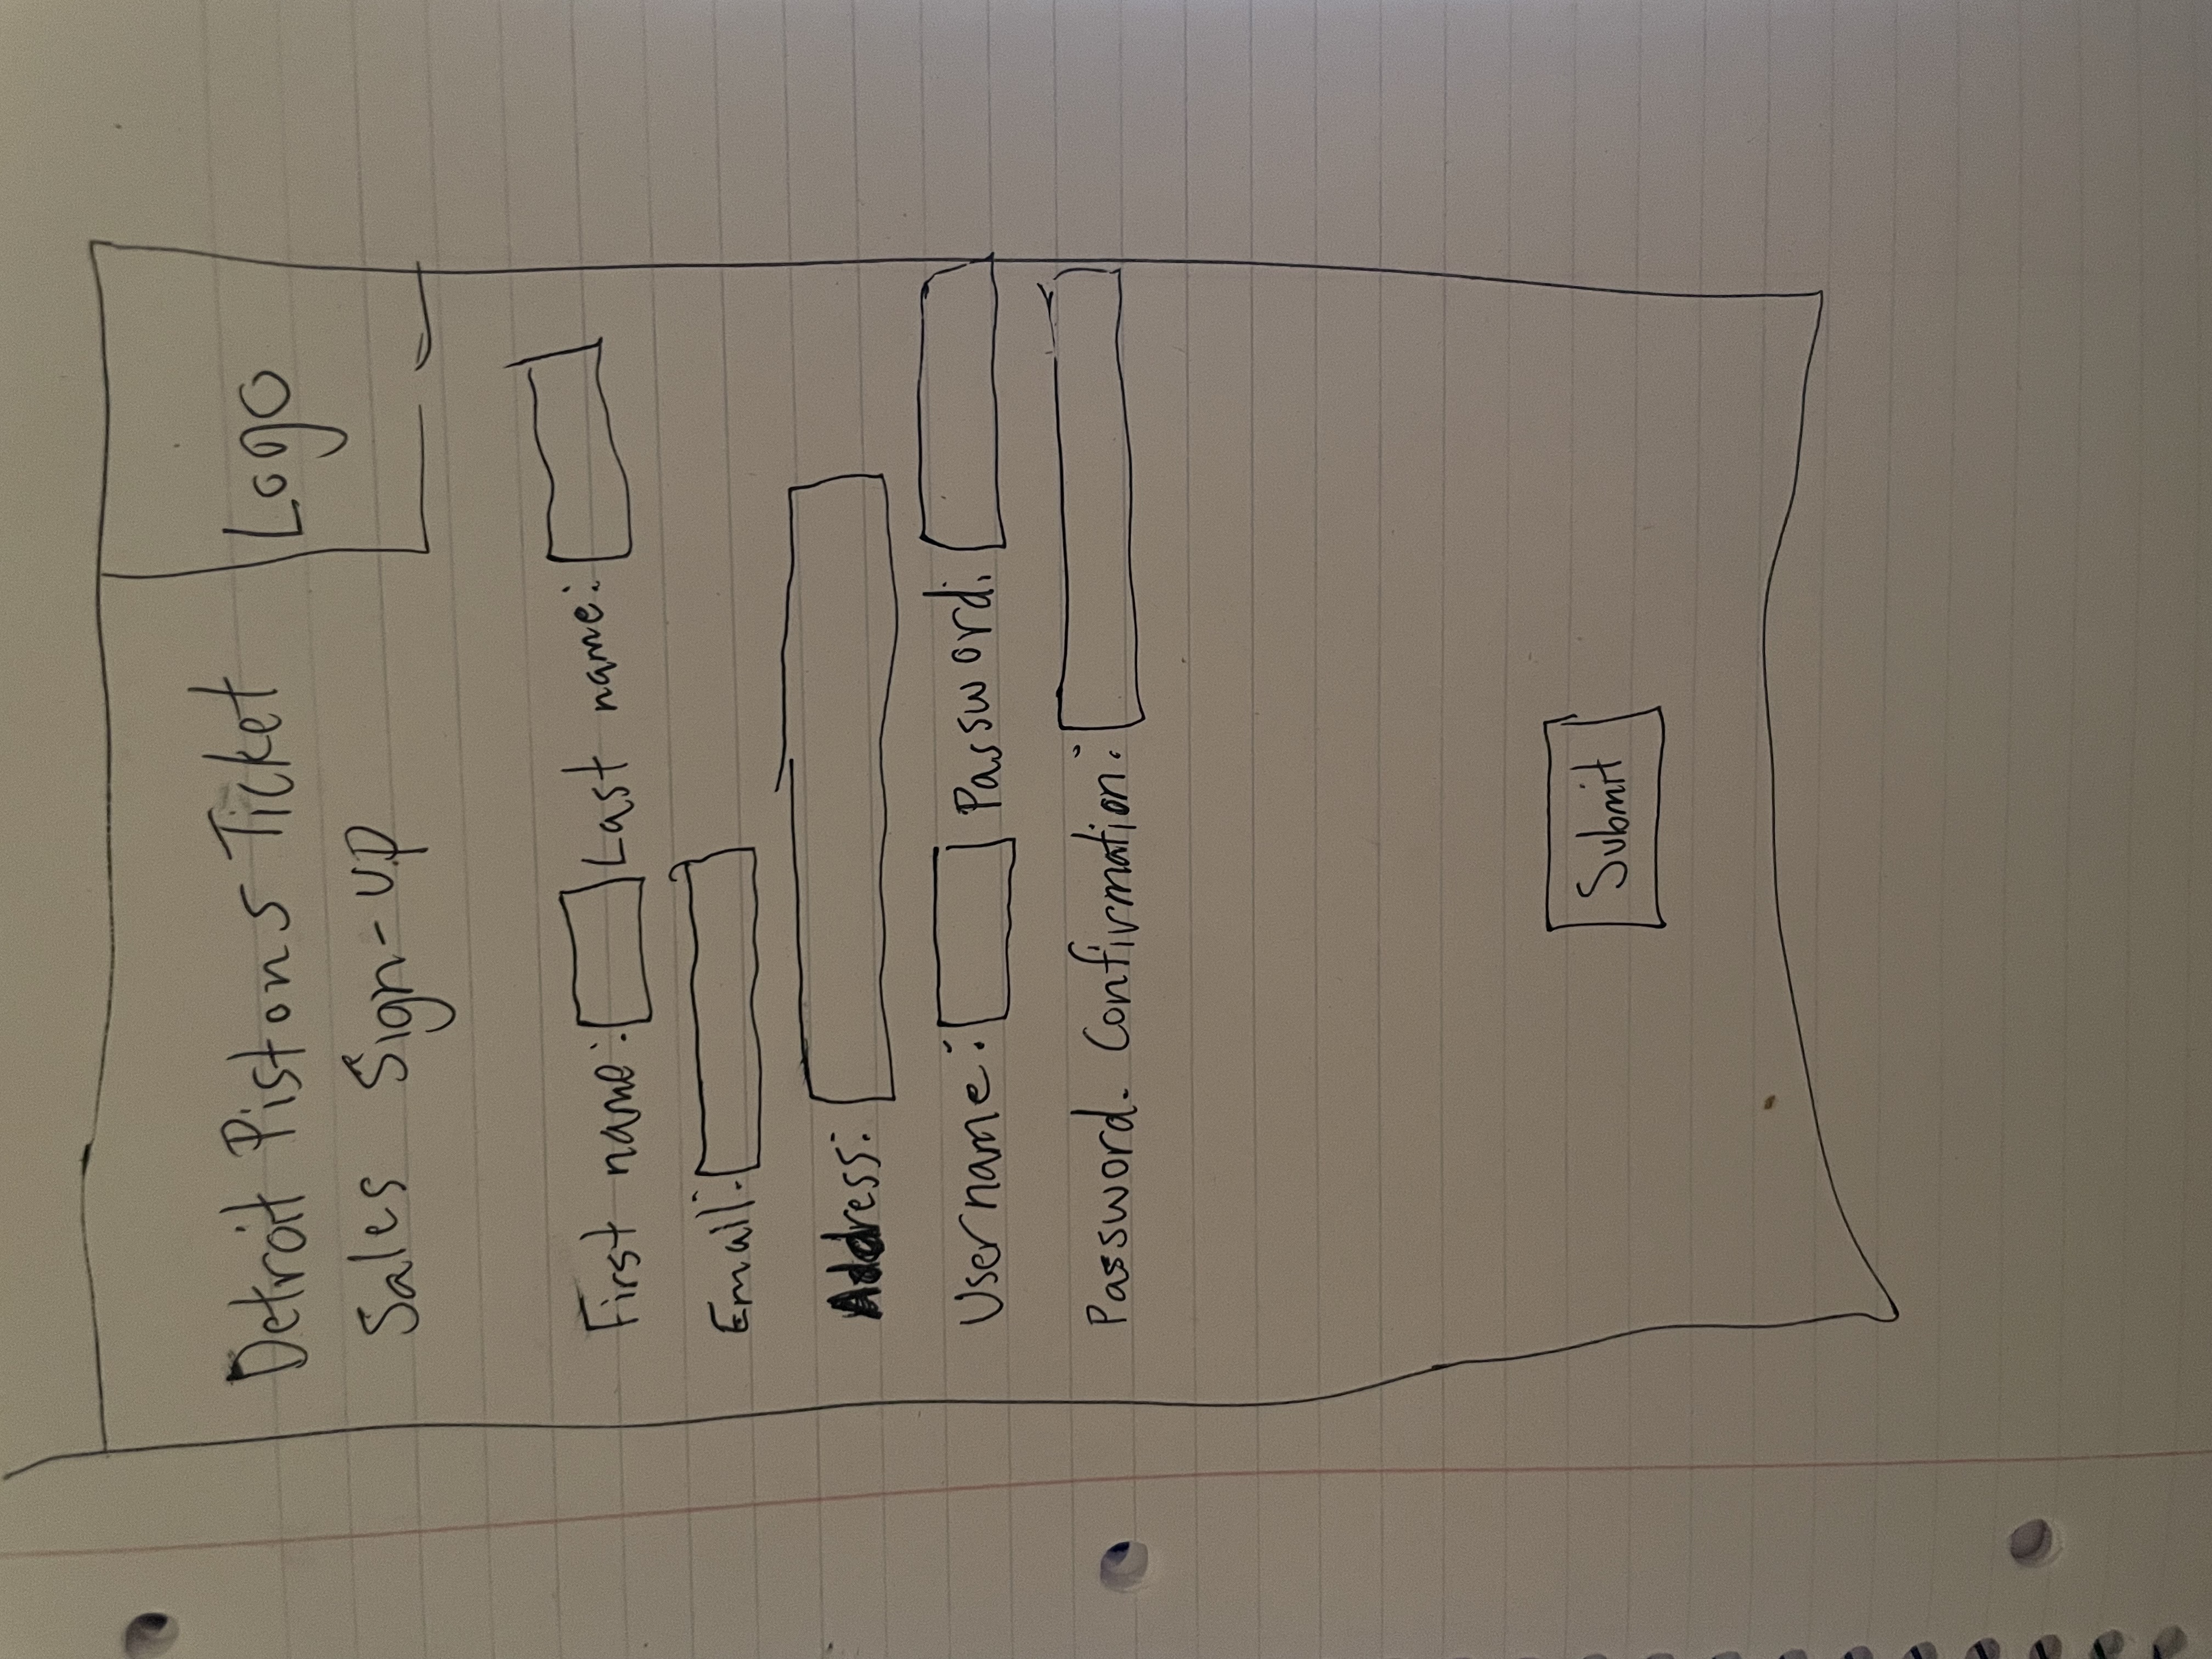 Detroit Pistons Ticket
Sales Sign-up
Logo
First name: Last name:
Email:
Address:
Username: Password:
Password. Confirmation:
Submit